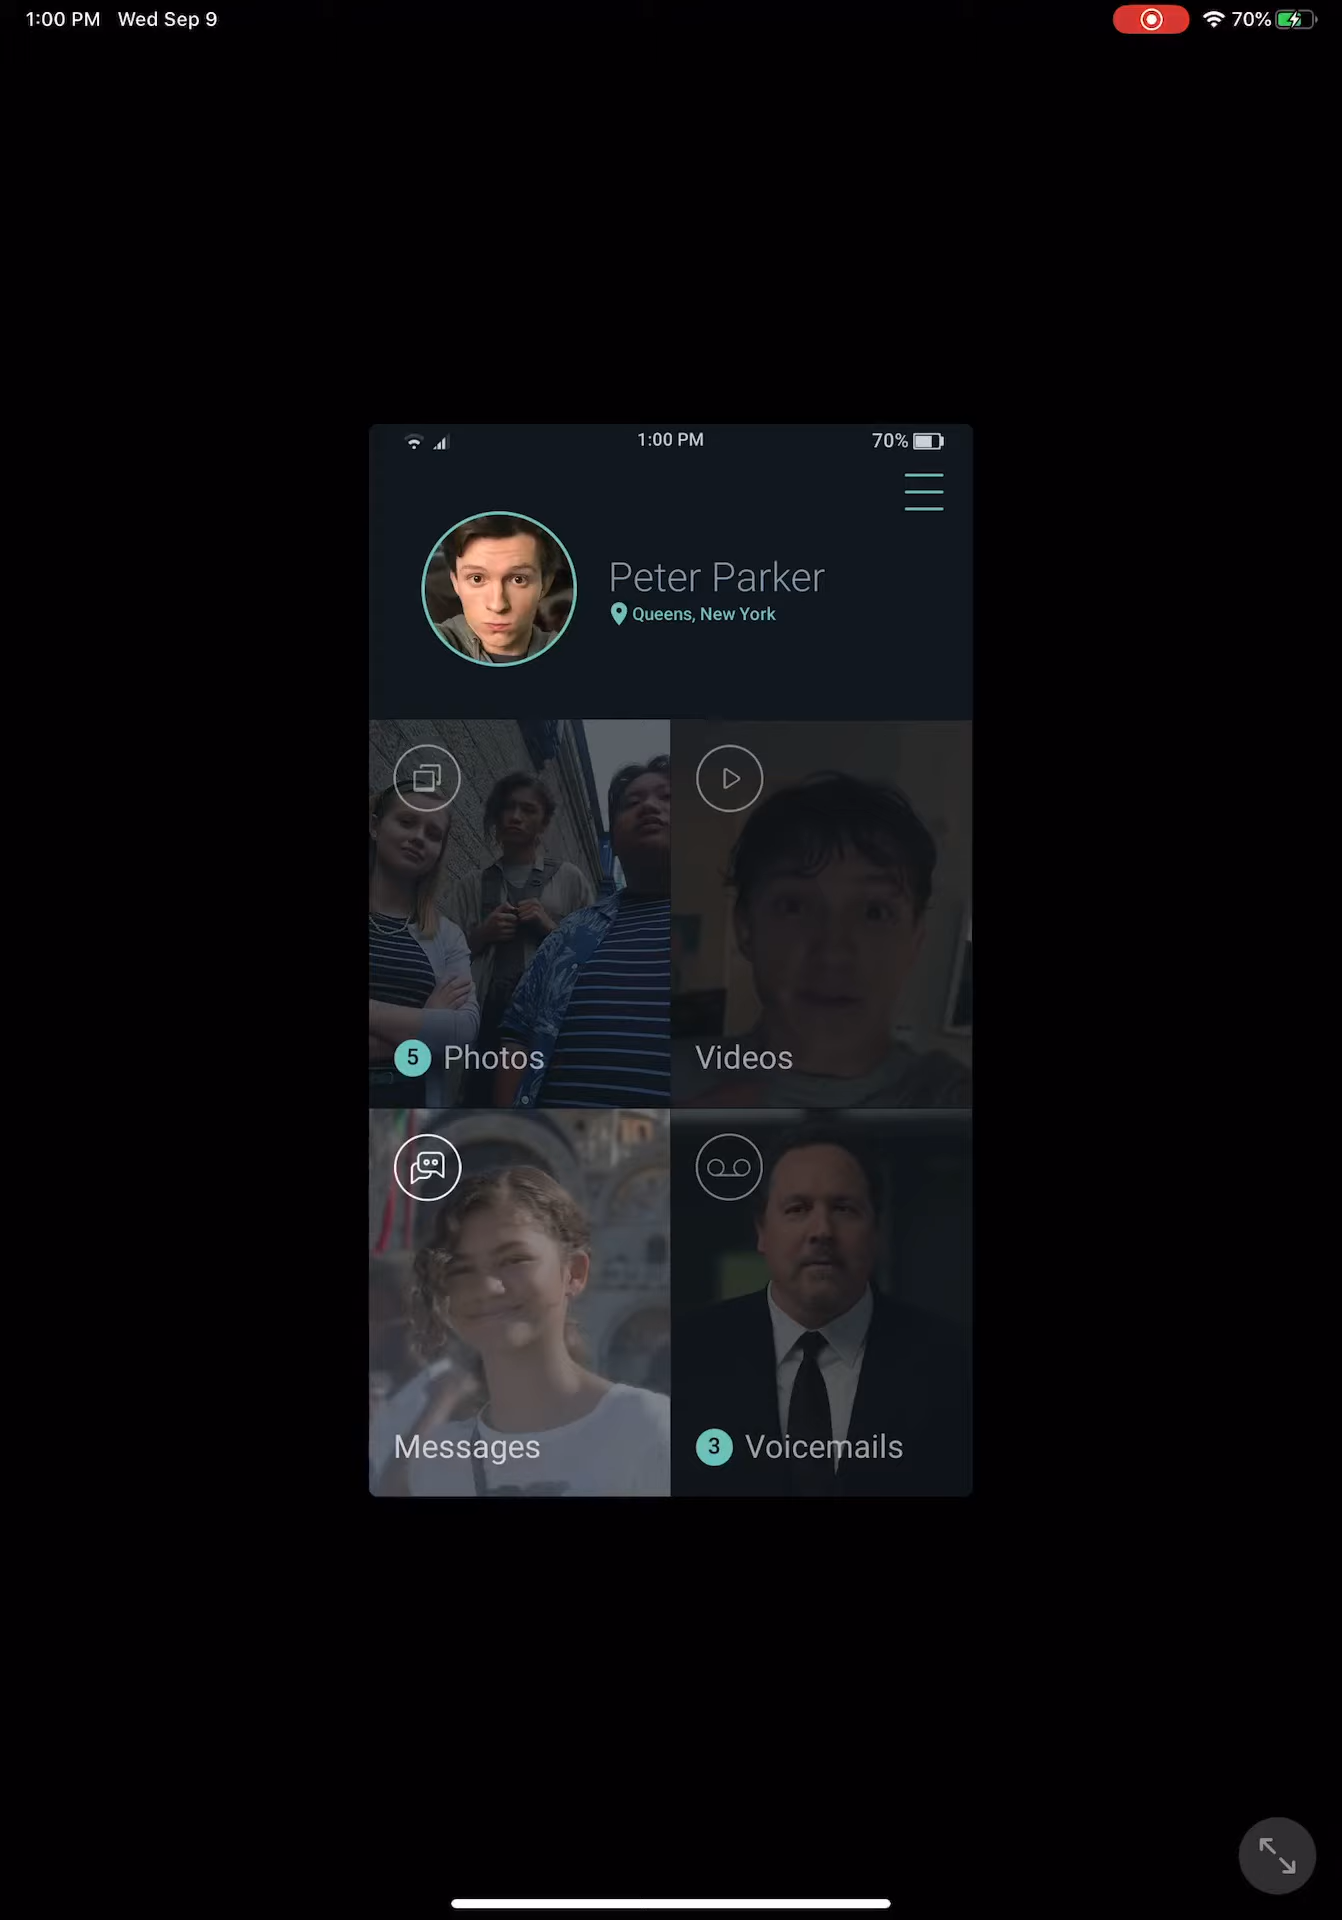 1:00 PM Wed Sep 9 70%
1:00 PM 70%
Peter Parker
Queens, New York
5 Photos
Videos
Messages
3 Voicemails